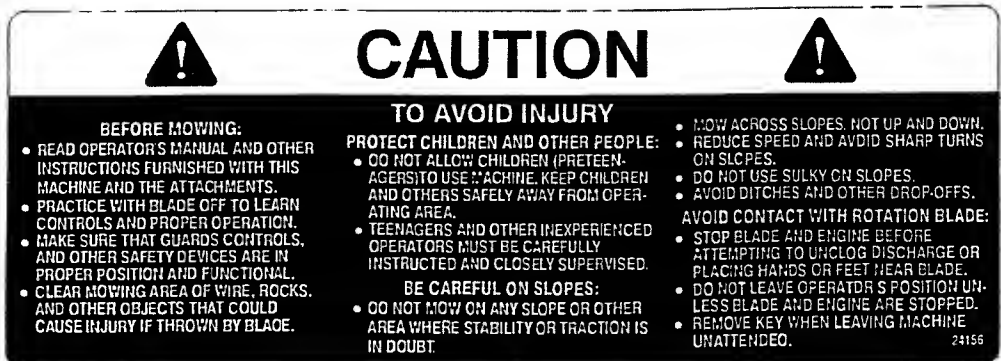 CAUTION
TO AVOID INJURY
BEFORE MOWING:
• READ OPERATOR'S MANUAL AND OTHER
INSTRUCTIONS FURNISHED WITH THIS
MACHINE AND THE ATTACHMENTS.
• PRACTICE WITH BLADE OFF TO LEARN
CONTROLS AND PROPER OPERATION.
• MAKE SURE THAT GUARDS CONTROLS,
AND OTHER SAFETY DEVICES ARE IN
PROPER POSITION AND FUNCTIONAL.
• CLEAR MOWING AREA OF WIRE, ROCKS.
AND OTHER OBJECTS THAT COULD
CAUSE INJURY IF THROWN BY BLADE.
PROTECT CHILDREN AND OTHER PEOPLE:
• DO NOT ALLOW CHILDREN (PRETEEN-
AGERS) TO USE MACHINE. KEEP CHILDREN
AND OTHERS SAFELY AWAY FROM OPER-
ATING AREA.
• TEENAGERS AND OTHER INEXPERIENCED
OPERATORS MUST BE CAREFULLY
INSTRUCTED AND CLOSELY SUPERVISED.
BE CAREFUL ON SLOPES:
• DO NOT MOW ON ANY SLOPE OR OTHER
AREA WHERE STABILITY OR TRACTION IS
IN DOUBT.
• MOW ACROSS SLOPES, NOT UP AND DOWN.
• REDUCE SPEED AND AVOID SHARP TURNS
ON SLOPES.
• DO NOT USE SULKY ON SLOPES.
• AVOID DITCHES AND OTHER DROP-OFFS.
AVOID CONTACT WITH ROTATION BLADE:
• STOP BLADE AND ENGINE BEFORE
ATTEMPTING TO UNCLOG DISCHARGE OR
PLACING HANDS OR FEET NEAR BLADE.
• DO NOT LEAVE OPERATOR S POSITION UN-
LESS BLADE AND ENGINE ARE STOPPED.
• REMOVE KEY WHEN LEAVING MACHINE
UNATTENDED.
24156